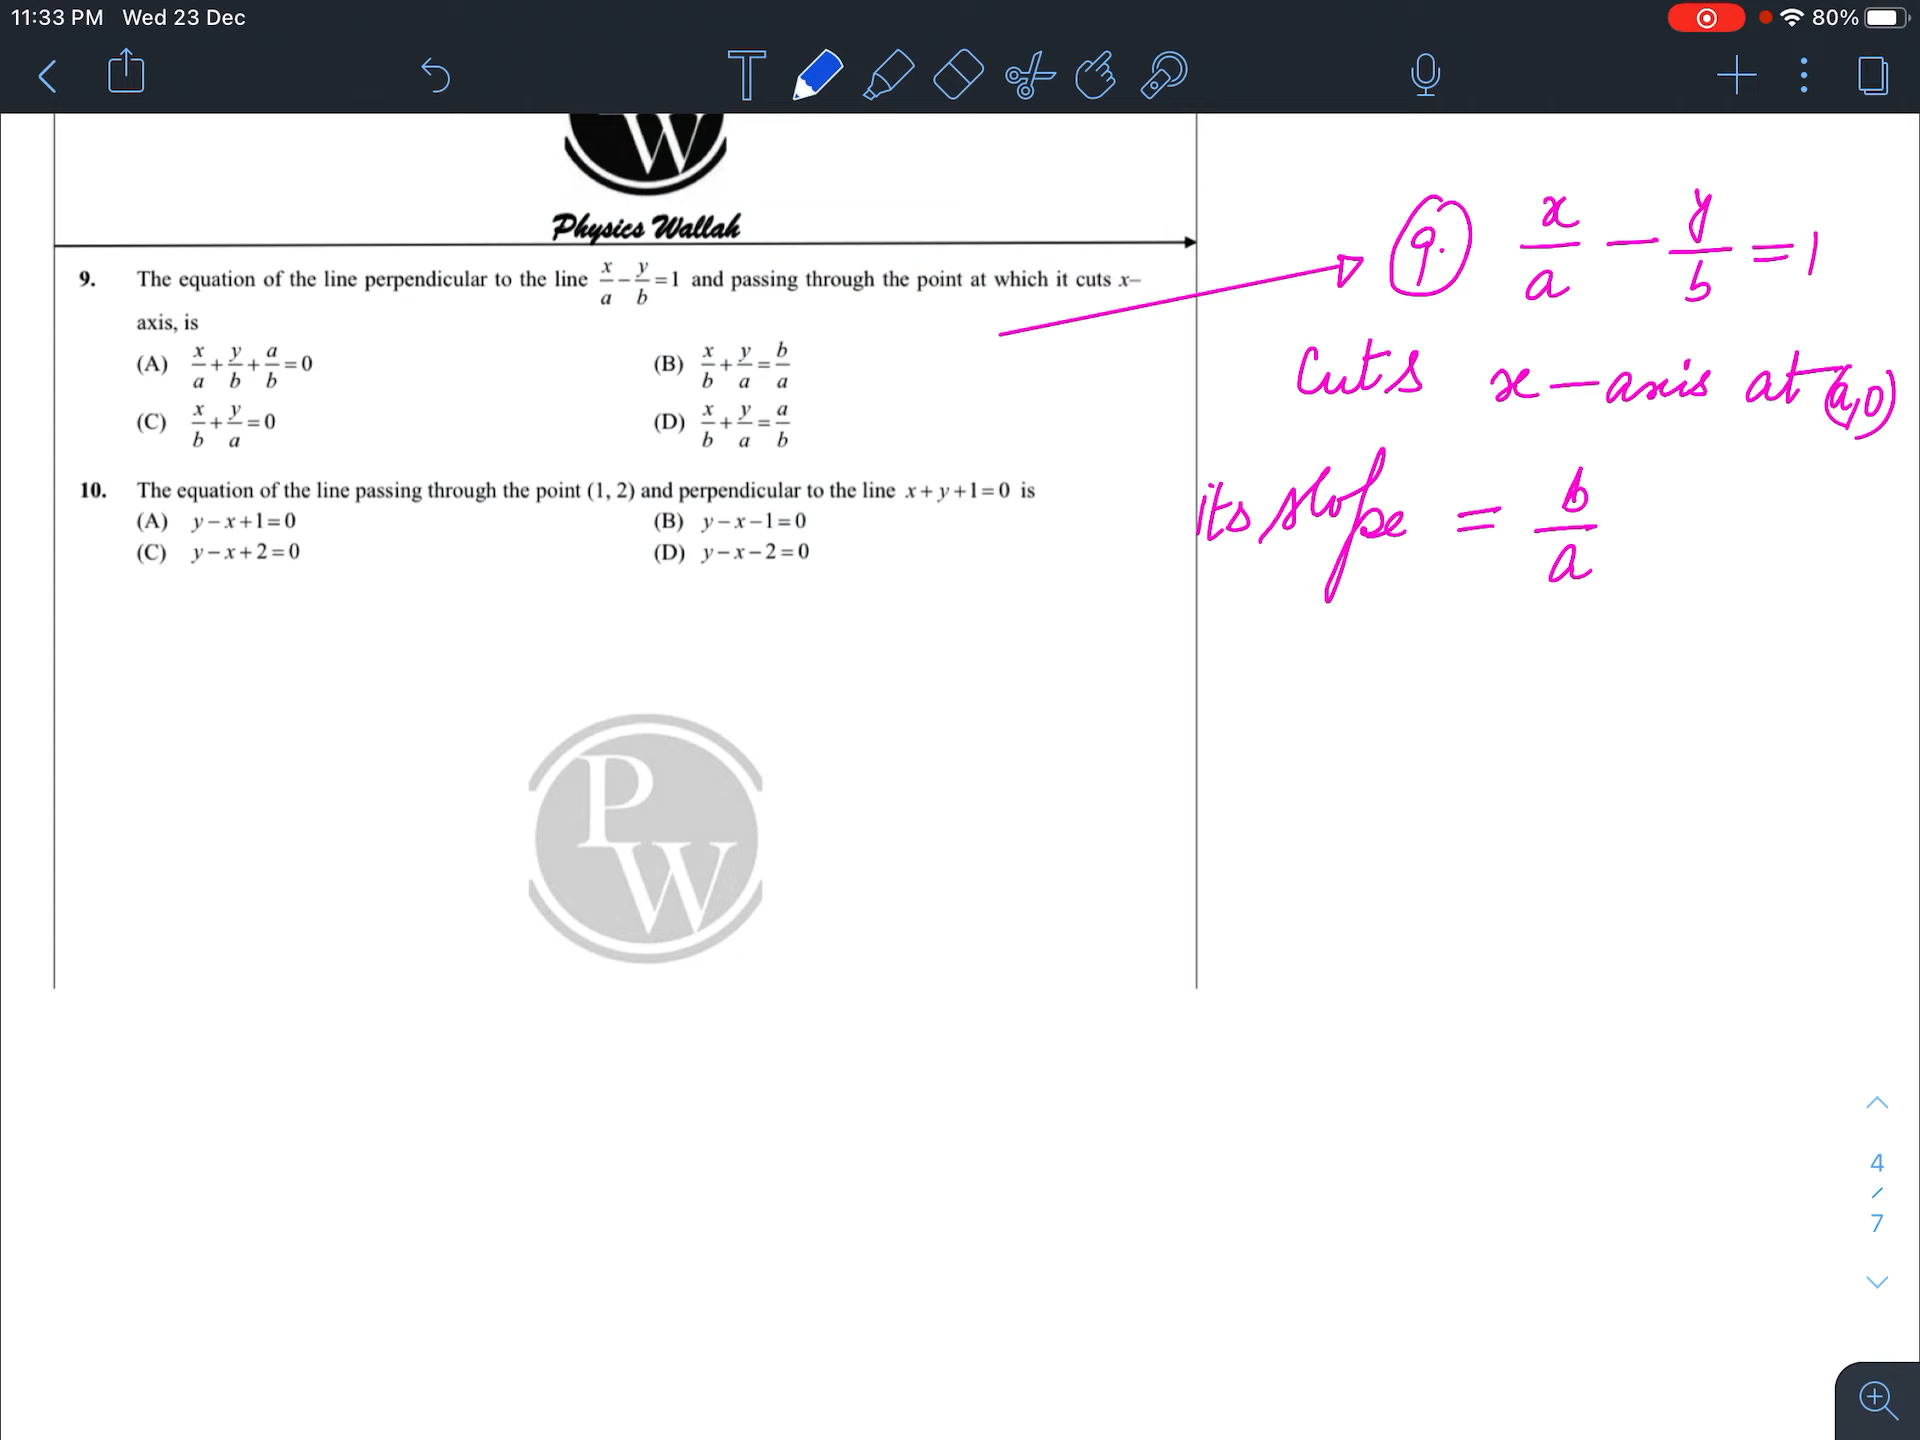 11:33 PM Wed 23 Dec
80%
W
Physics Wallah
9. The equation of the line perpendicular to the line x/a − y/b = 1 and passing through the point at which it cuts x–
axis, is
(A) x/a + y/b + a/b = 0
(B) x/b + y/a = b/a
(C) x/b + y/a = 0
(D) x/b + y/a = a/b
10. The equation of the line passing through the point (1, 2) and perpendicular to the line x + y + 1 = 0 is
(A) y − x + 1 = 0
(B) y − x − 1 = 0
(C) y − x + 2 = 0
(D) y − x − 2 = 0
PW
9. x/a − y/b = 1
Cuts x-axis at (a,0)
its slope = b/a
4
/
7